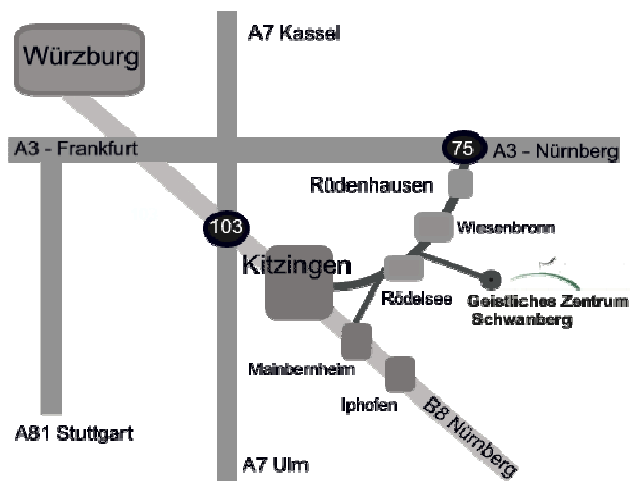 A7 Kassel
Würzburg
A3 - Frankfurt
75
A3 - Nürnberg
Rüdenhausen
103
Wiesenbronn
Kitzingen
Rödelsee
Geistliches Zentrum
Schwanberg
Mainbernheim
Iphofen
B8 Nürnberg
A81 Stuttgart
A7 Ulm